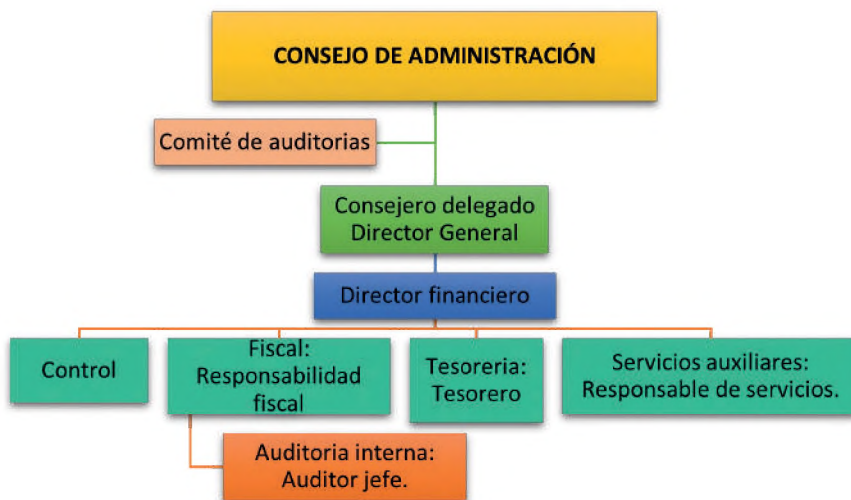 CONSEJO DE ADMINISTRACIÓN
Comité de auditorias
Consejero delegado
Director General
Director financiero
Control
Fiscal:
Responsabilidad
fiscal
Tesoreria:
Tesorero
Servicios auxiliares:
Responsable de servicios.
Auditoria interna:
Auditor jefe.